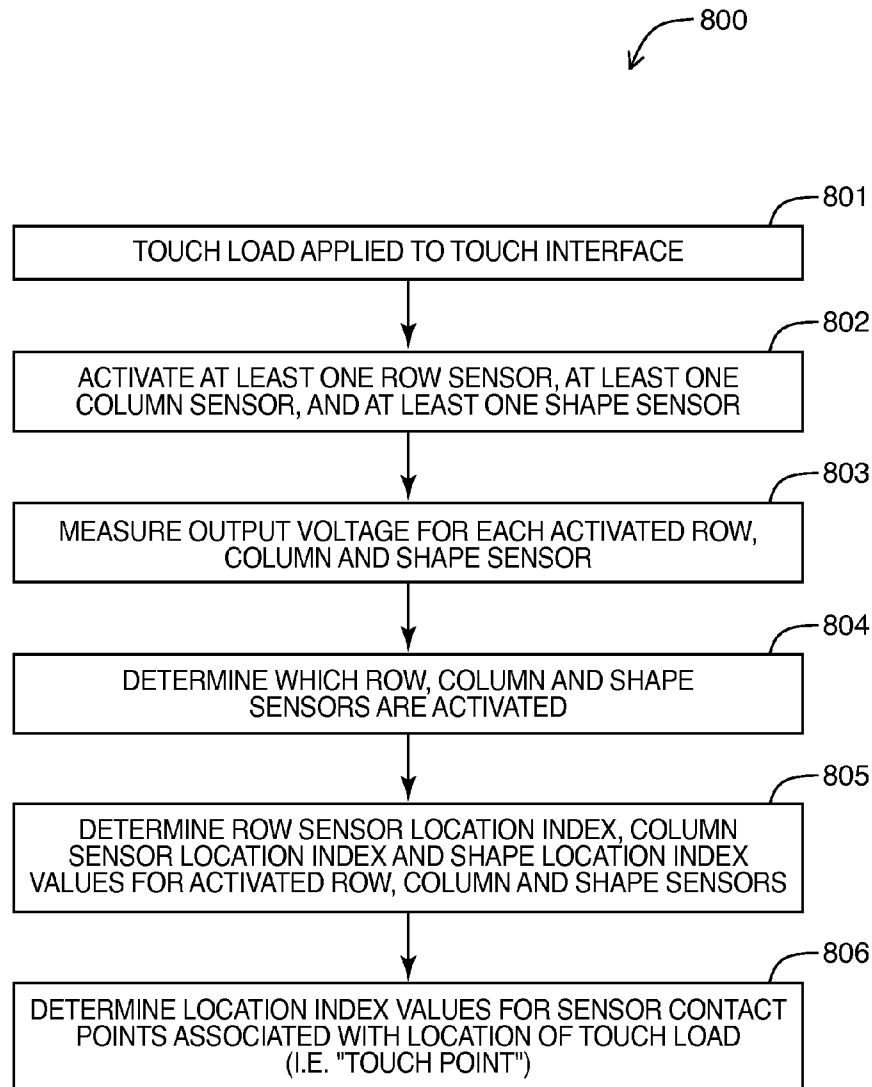 800
801
TOUCH LOAD APPLIED TO TOUCH INTERFACE
802
ACTIVATE AT LEAST ONE ROW SENSOR, AT LEAST ONE
COLUMN SENSOR, AND AT LEAST ONE SHAPE SENSOR
803
MEASURE OUTPUT VOLTAGE FOR EACH ACTIVATED ROW,
COLUMN AND SHAPE SENSOR
804
DETERMINE WHICH ROW, COLUMN AND SHAPE
SENSORS ARE ACTIVATED
805
DETERMINE ROW SENSOR LOCATION INDEX, COLUMN
SENSOR LOCATION INDEX AND SHAPE LOCATION INDEX
VALUES FOR ACTIVATED ROW, COLUMN AND SHAPE SENSORS
806
DETERMINE LOCATION INDEX VALUES FOR SENSOR CONTACT
POINTS ASSOCIATED WITH LOCATION OF TOUCH LOAD
(I.E. "TOUCH POINT")